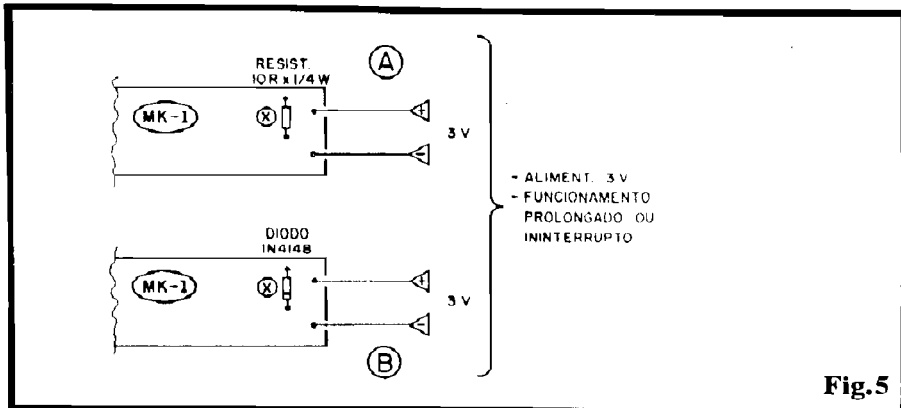 RESIST.
10R x 1/4 W
A
MK-1
X
+
3 V
-
- ALIMENT. 3 V
- FUNCIONAMENTO
PROLONGADO OU
ININTERRUPTO
DIODO
1N4148
MK-1
X
+
3 V
-
B
Fig.5